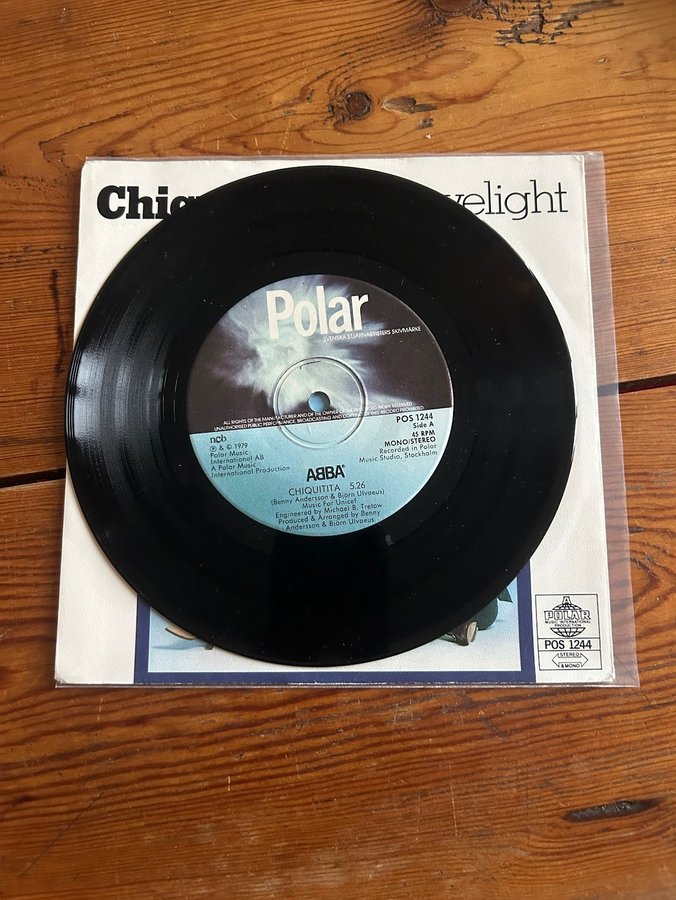 Chiq
velight
Polar
SVENSKA STJÄRNARTISTERS SKIVMÄRKE
ALL RIGHTS OF THE MANUFACTURER AND OF THE OWNER OF THE RECORDED WORK RESERVED
UNAUTHORISED PUBLIC PERFORMANCE, BROADCASTING AND COPYING OF THIS RECORD PROHIBITED
ncb
℗ & © 1979
Polar Music
International AB
A Polar Music
International Production
POS 1244
Side A
45 RPM
MONO/STEREO
Recorded in Polar
Music Studio, Stockholm
ABBA
CHIQUITITA 5.26
(Benny Andersson & Björn Ulvaeus)
Music For Unicef
Engineered by Michael B. Tretow
Produced & Arranged by Benny
Andersson & Björn Ulvaeus
A
POLAR
MUSIC INTERNATIONAL
PRODUCTION
POS 1244
STEREO
& MONO